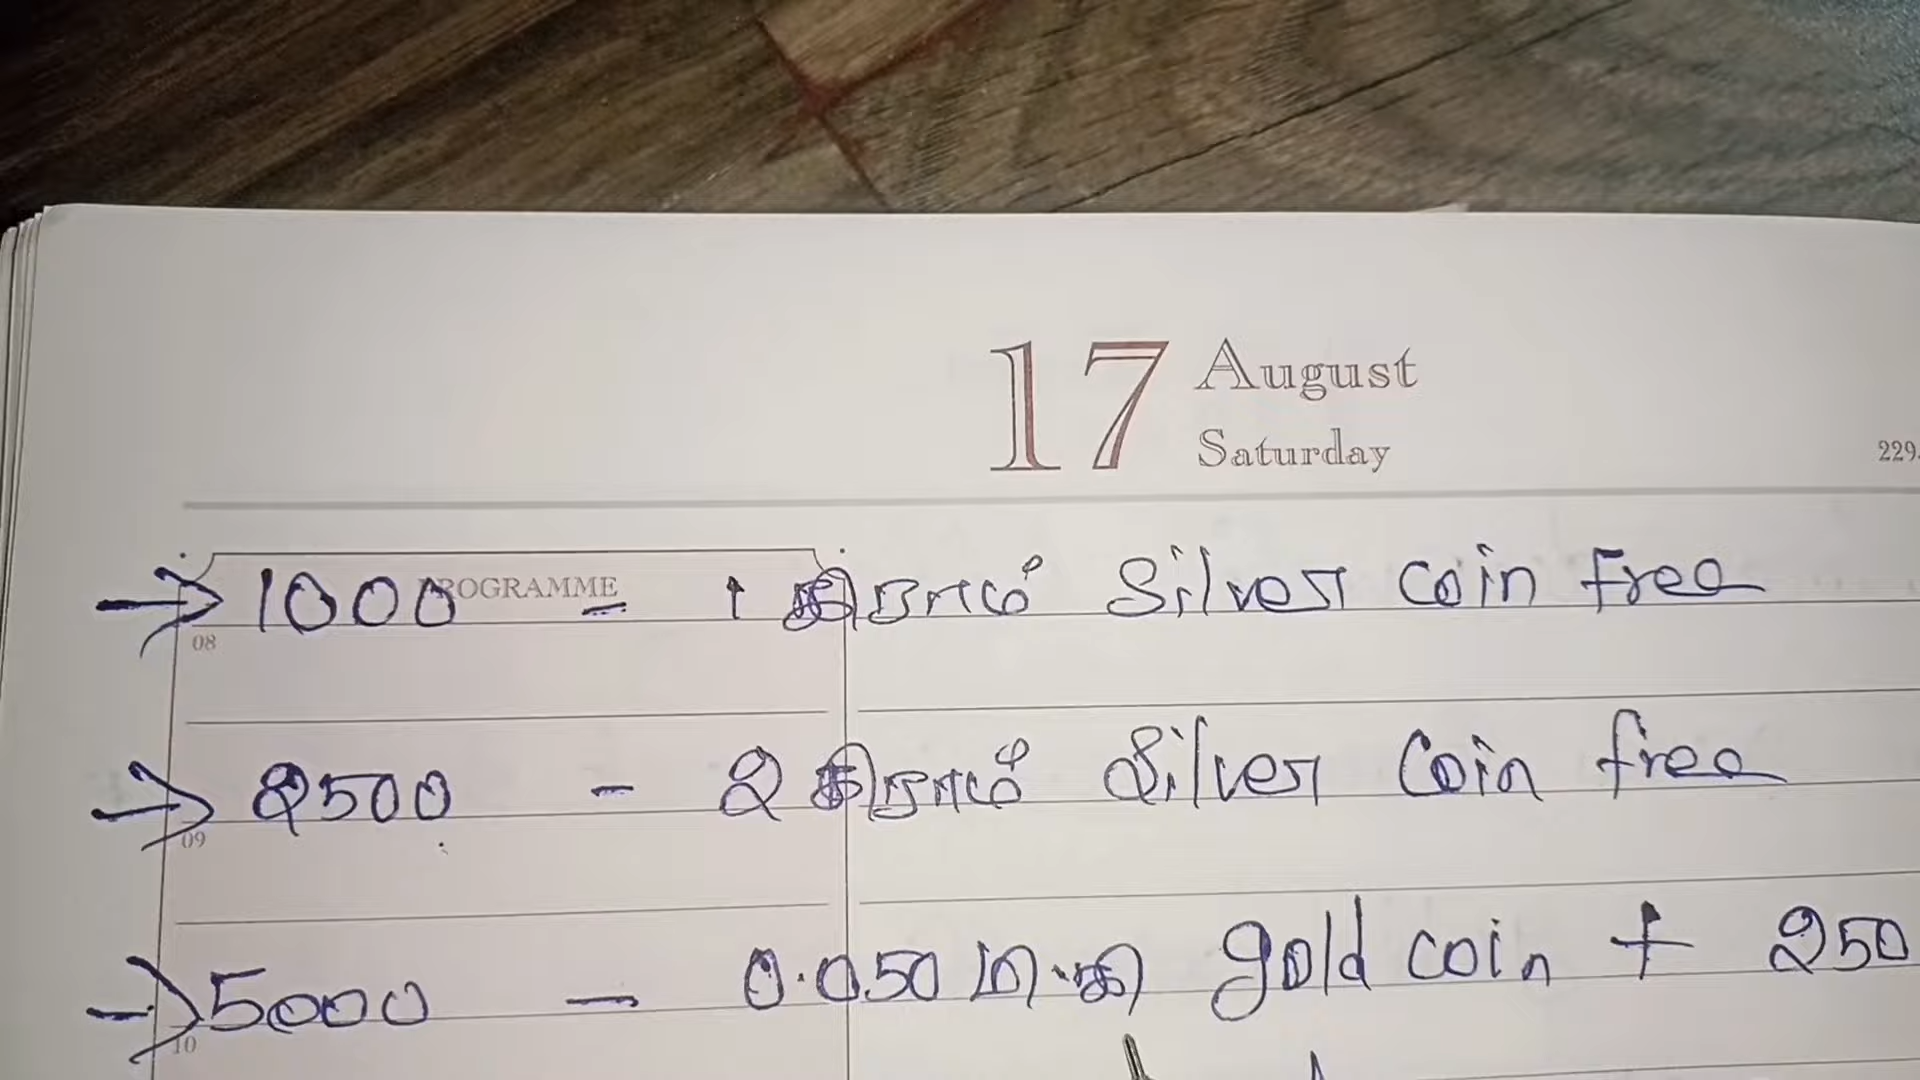 17 August
Saturday
229
PROGRAMME
→ 1000 - 1 கிராம் Silver coin Free
08
→ 2500 - 2 கிராம் Silver Coin free
09
→ 5000 - 0.050 மி.கி gold coin + 250
10